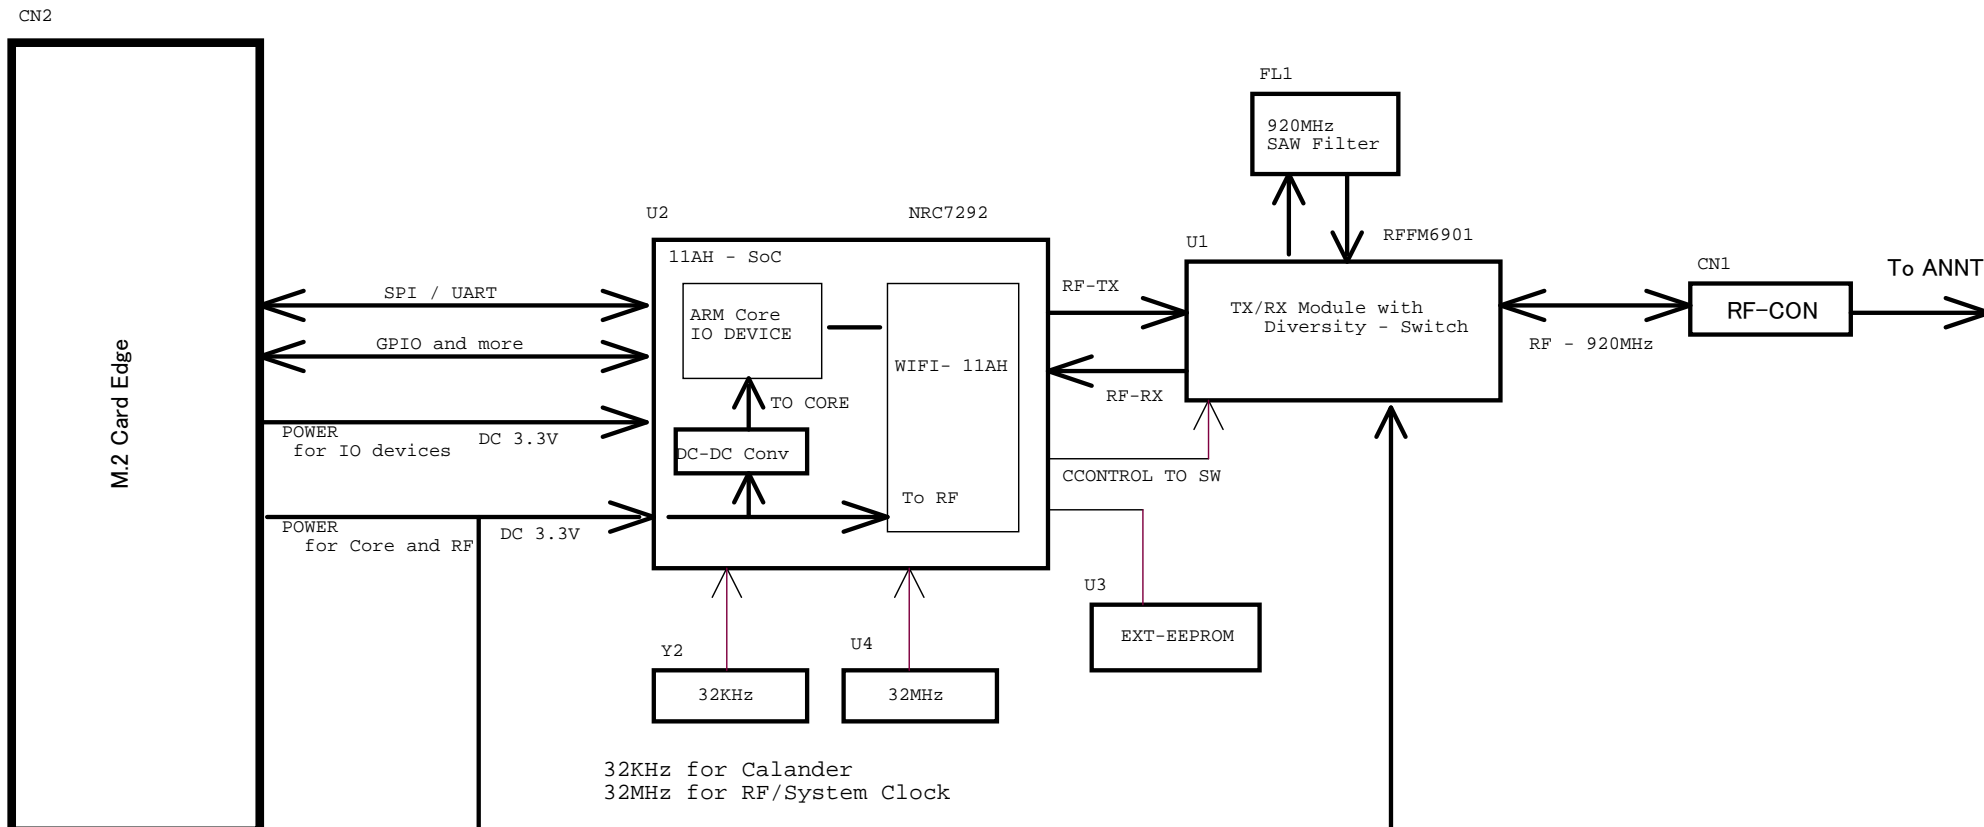 CN2
M.2 Card Edge
SPI / UART
GPIO and more
POWER
for IO devices
DC 3.3V
POWER
for Core and RF
DC 3.3V
U2
NRC7292
11AH - SoC
ARM Core
IO DEVICE
WIFI- 11AH
TO CORE
DC-DC Conv
To RF
Y2
32KHz
U4
32MHz
32KHz for Calander
32MHz for RF/System Clock
RF-TX
RF-RX
CCONTROL TO SW
U3
EXT-EEPROM
FL1
920MHz
SAW Filter
U1
RFFM6901
TX/RX Module with
Diversity - Switch
RF - 920MHz
CN1
RF-CON
To ANNT